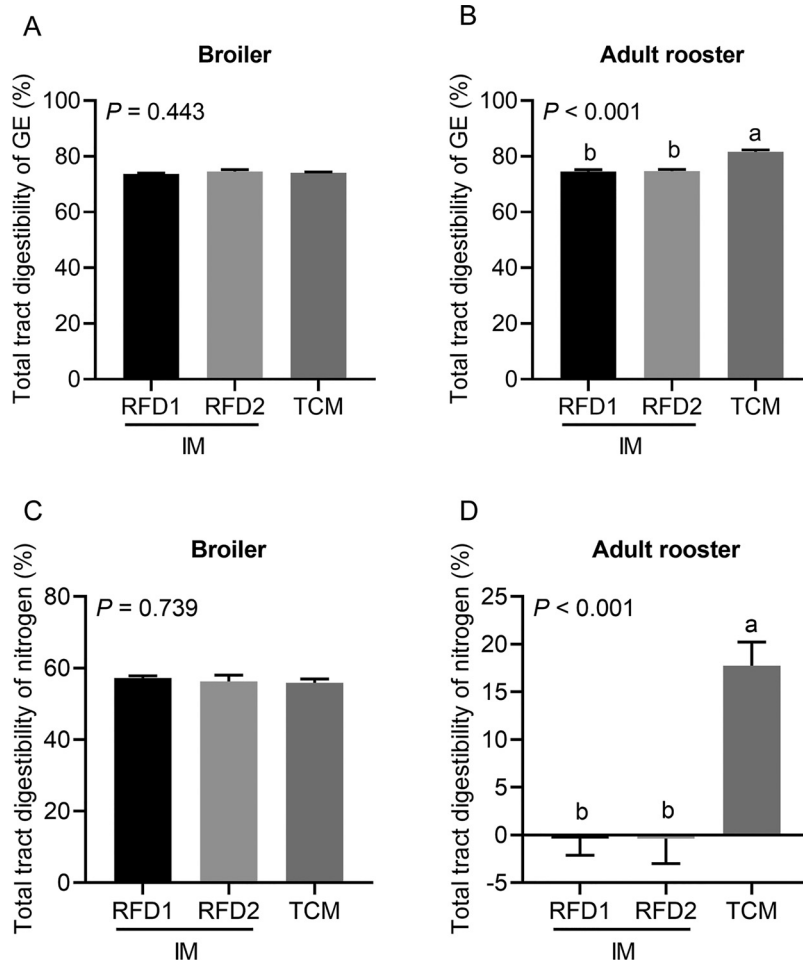 A
Broiler
Total tract digestibility of GE (%)
P = 0.443
100
80
60
40
20
0
RFD1 RFD2 TCM
IM
B
Adult rooster
Total tract digestibility of GE (%)
P < 0.001
100
80
60
40
20
0
b b a
RFD1 RFD2 TCM
IM
C
Broiler
Total tract digestibility of nitrogen (%)
P = 0.739
80
60
40
20
0
RFD1 RFD2 TCM
IM
D
Adult rooster
Total tract digestibility of nitrogen (%)
P < 0.001
25
20
15
10
5
0
-5
b b a
RFD1 RFD2 TCM
IM